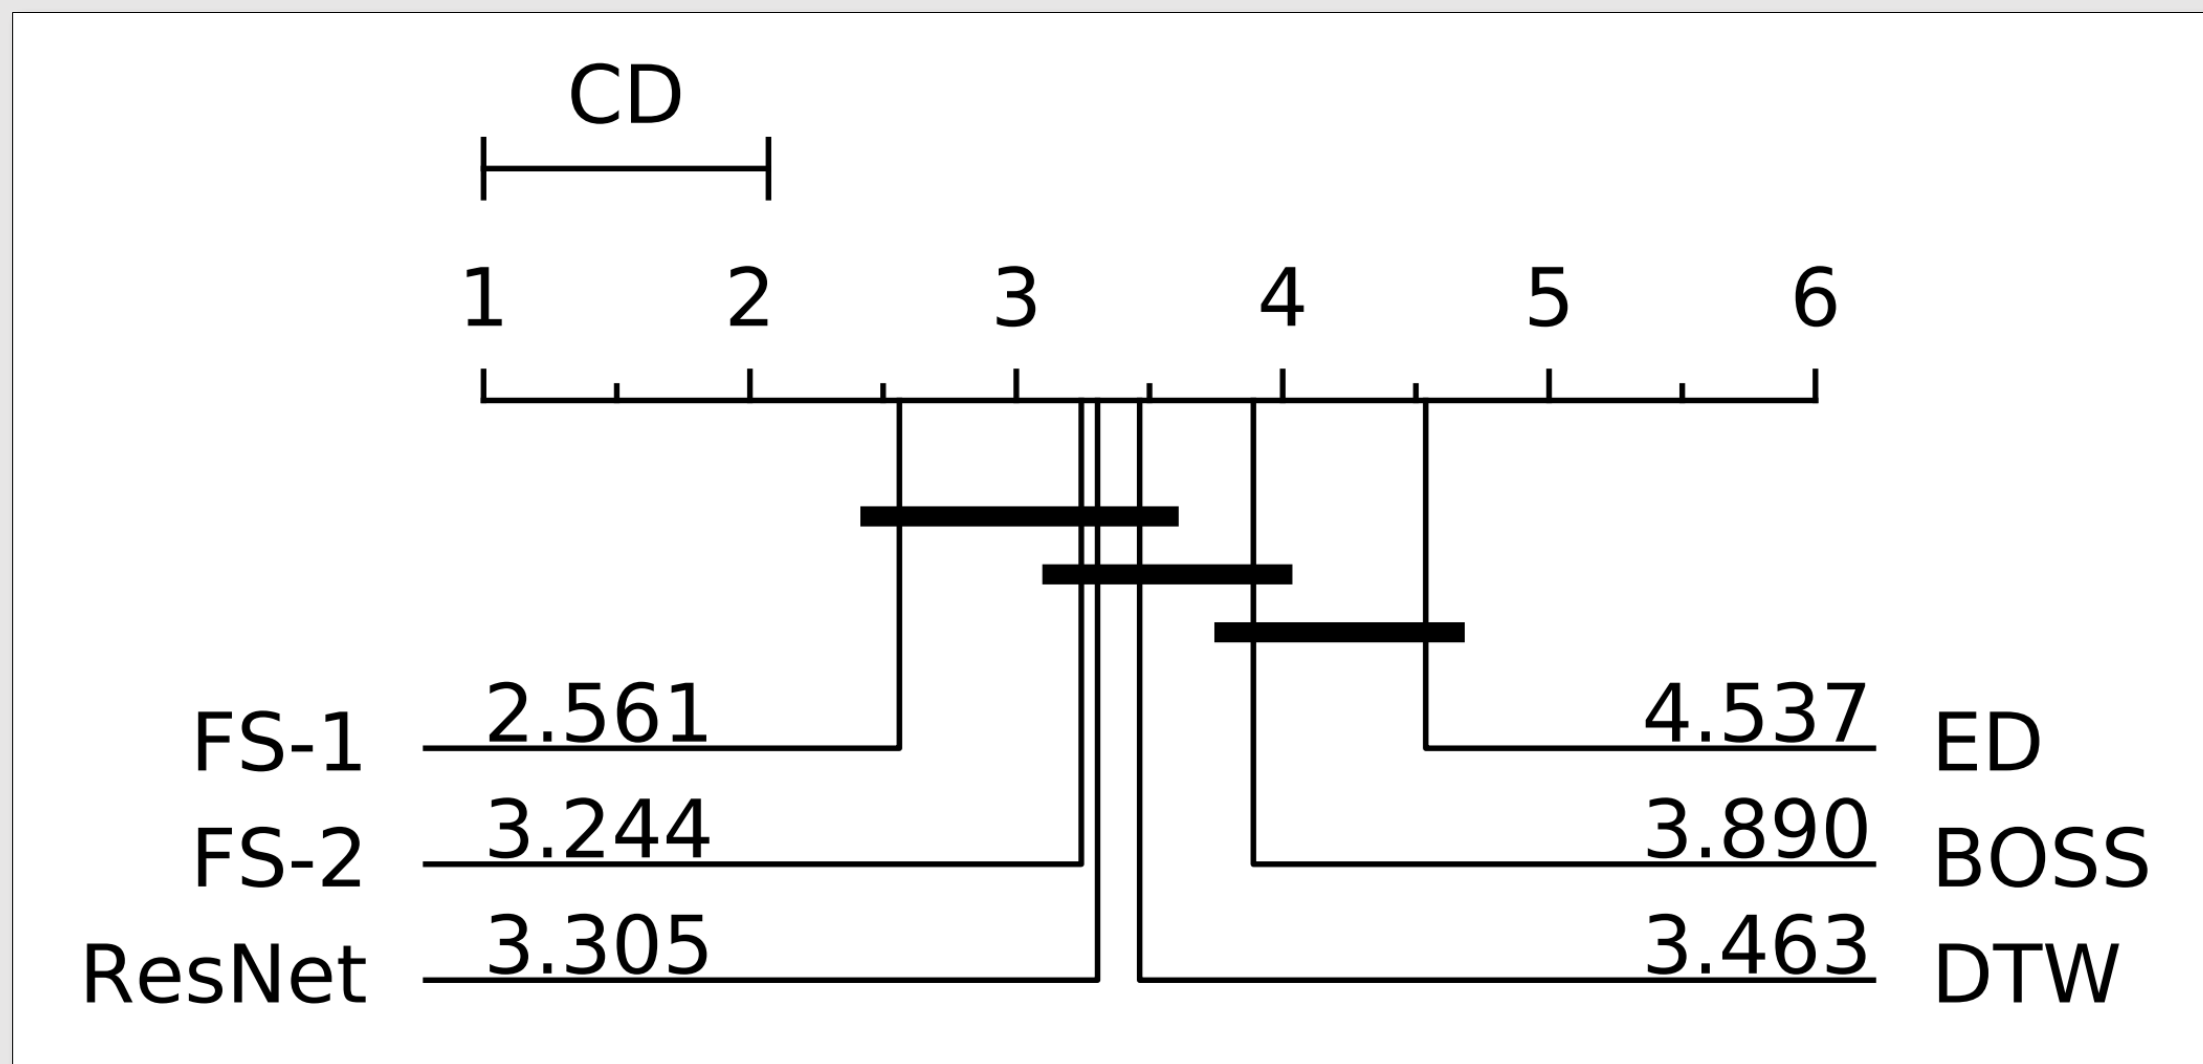 CD
1 2 3 4 5 6
FS-1 2.561 4.537 ED
FS-2 3.244 3.890 BOSS
ResNet 3.305 3.463 DTW